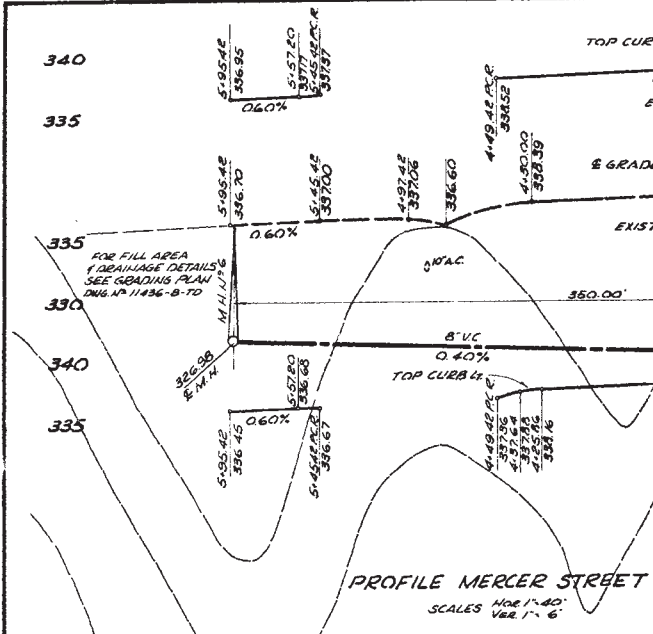 TOP CUR
340
335
5+95.42
336.95
5+57.20
337.17
5+45.42 P.C.R.
337.37
0.60%
4+49.42 P.C.R.
338.52
E
5+95.42
336.70
5+45.42
337.00
4+97.42
337.06
336.60
4+30.00
338.39
₵ GRADE
EXIST
0.60%
335
330
340
335
FOR FILL AREA
& DRAINAGE DETAILS
SEE GRADING PLAN
DWG. Nº 11436-B-TD
M.H. Nº 6
10" A.C.
350.00'
8" V.C.
0.40%
326.98
₵ M.H.
TOP CURB Lt.
5+95.42
336.45
5+57.20
336.68
5+45.42 P.C.R.
336.67
0.60%
4+49.42 P.C.R.
337.36
4+37.64
337.88
4+25.86
338.16
PROFILE MERCER STREET
SCALES HOR. 1"=40'
VER. 1"=6'